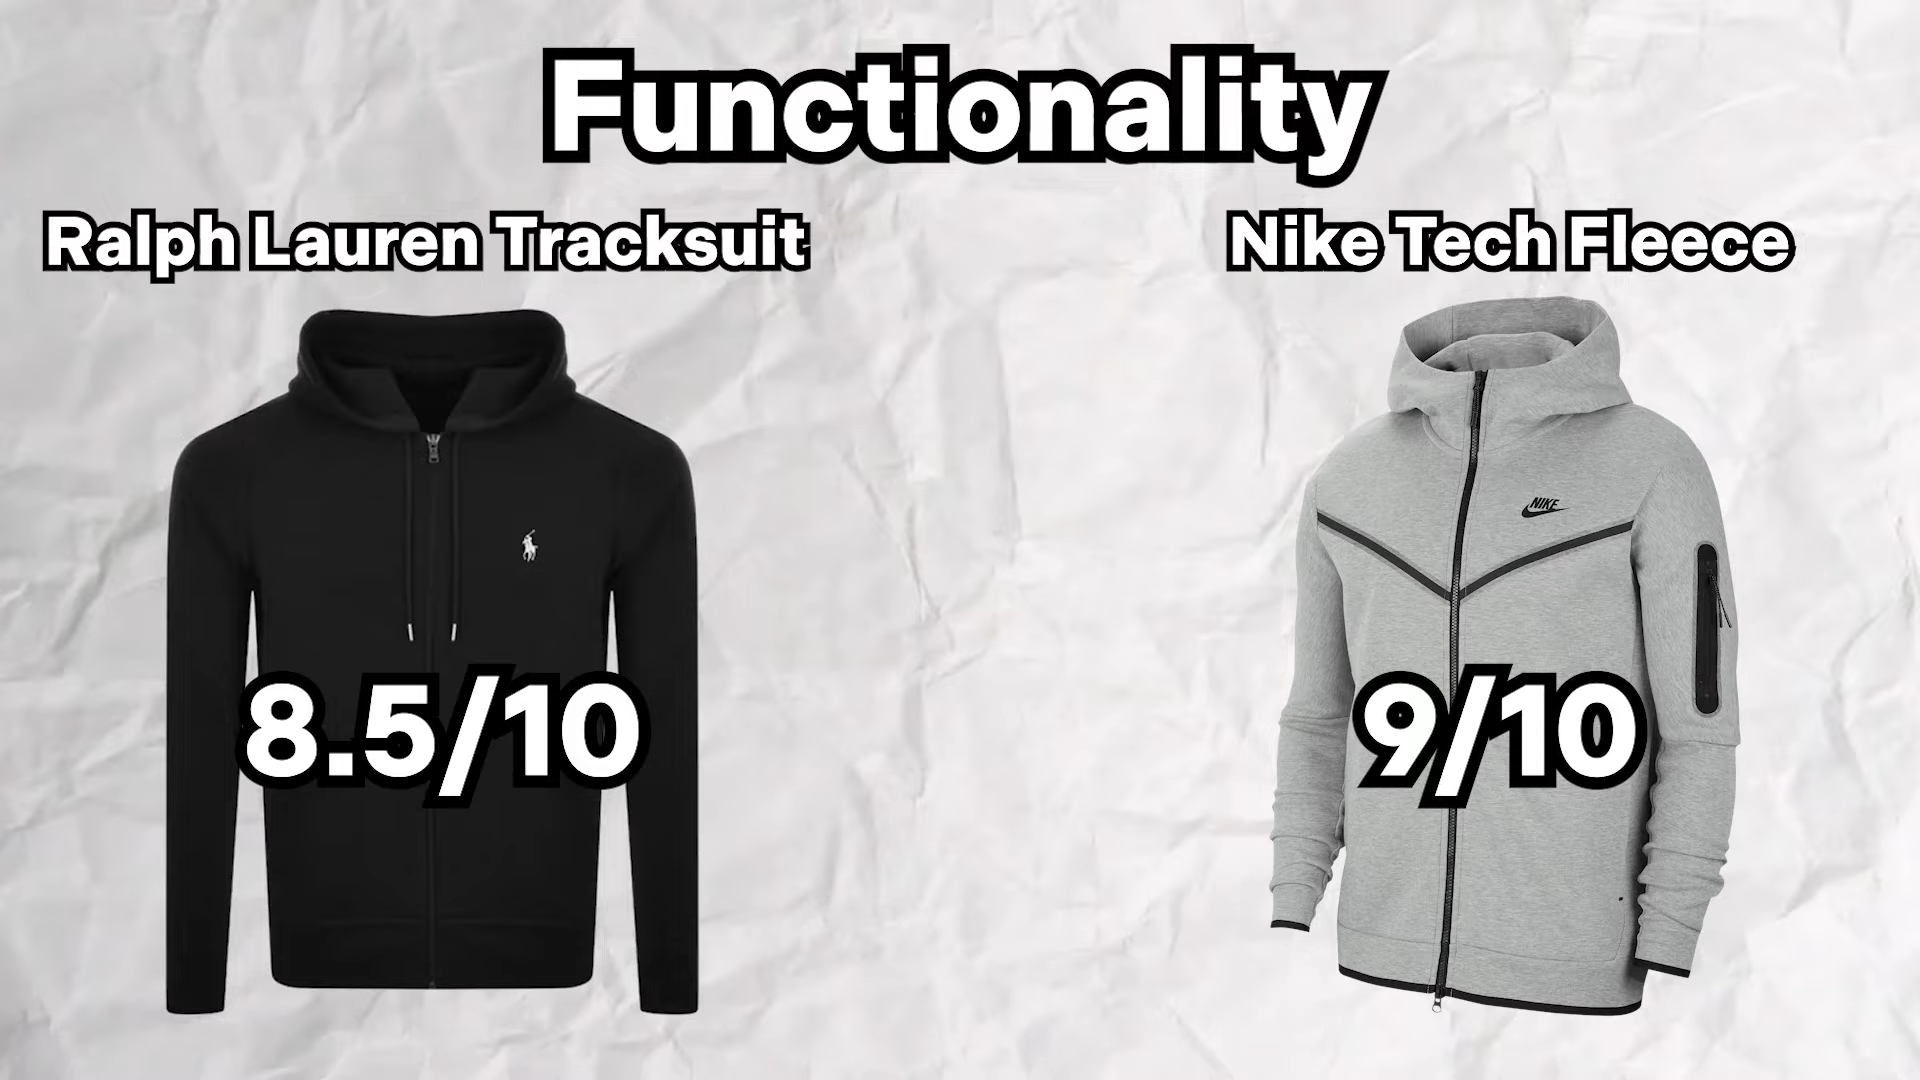 Functionality
Ralph Lauren Tracksuit
Nike Tech Fleece
NIKE
8.5/10
9/10